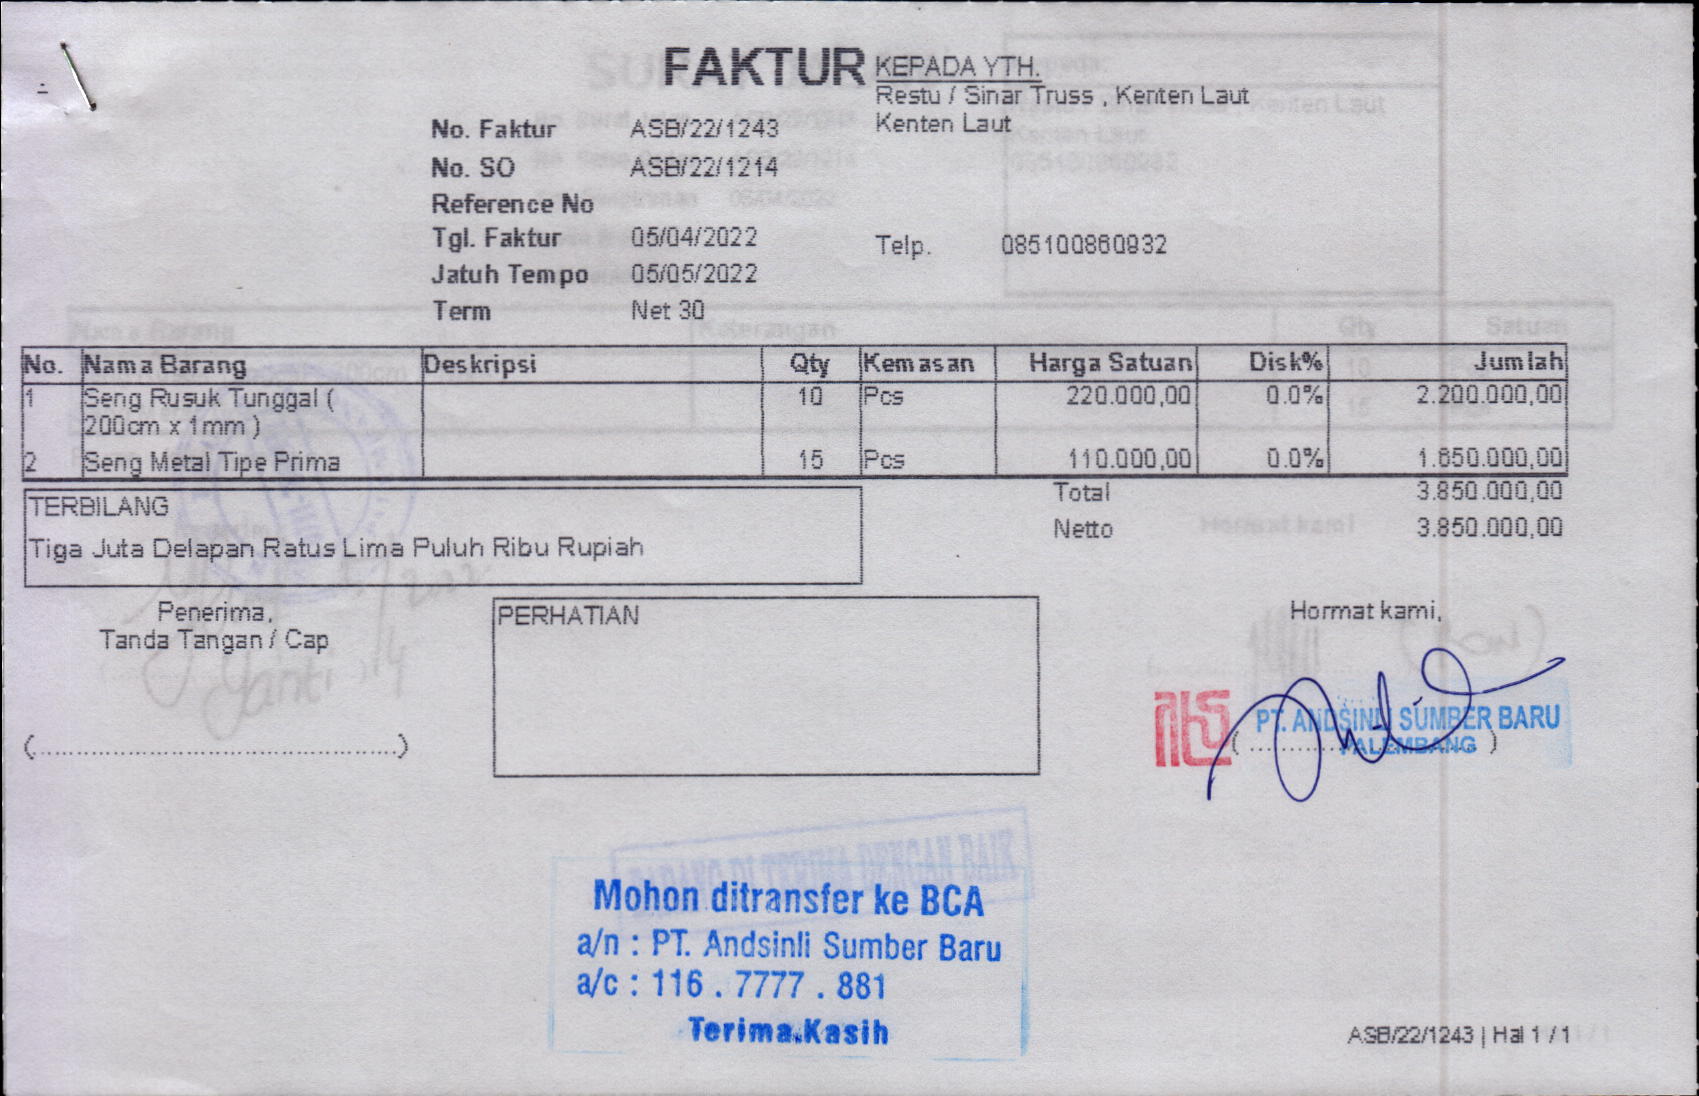 FAKTUR
KEPADA YTH.
Restu / Sinar Truss , Kenten Laut
Kenten Laut
No. Faktur ASB/22/1243
No. SO ASB/22/1214
Reference No
Tgl. Faktur 05/04/2022
Telp. 085100860932
Jatuh Tempo 05/05/2022
Term Net 30
No. Nama Barang Deskripsi Qty Kemasan Harga Satuan Disk% Jumlah
1 Seng Rusuk Tunggal ( 10 Pcs 220.000,00 0.0% 2.200.000,00
200cm x 1mm )
2 Seng Metal Tipe Prima 15 Pcs 110.000,00 0.0% 1.650.000,00
TERBILANG
Tiga Juta Delapan Ratus Lima Puluh Ribu Rupiah
Total 3.850.000,00
Netto 3.850.000,00
Penerima,
Tanda Tangan / Cap
(................................................)
PERHATIAN
Hormat kami,
PT. ANDSINLI SUMBER BARU
PALEMBANG
Mohon ditransfer ke BCA
a/n : PT. Andsinli Sumber Baru
a/c : 116 . 7777 . 881
Terima Kasih
ASB/22/1243 | Hal 1 / 1